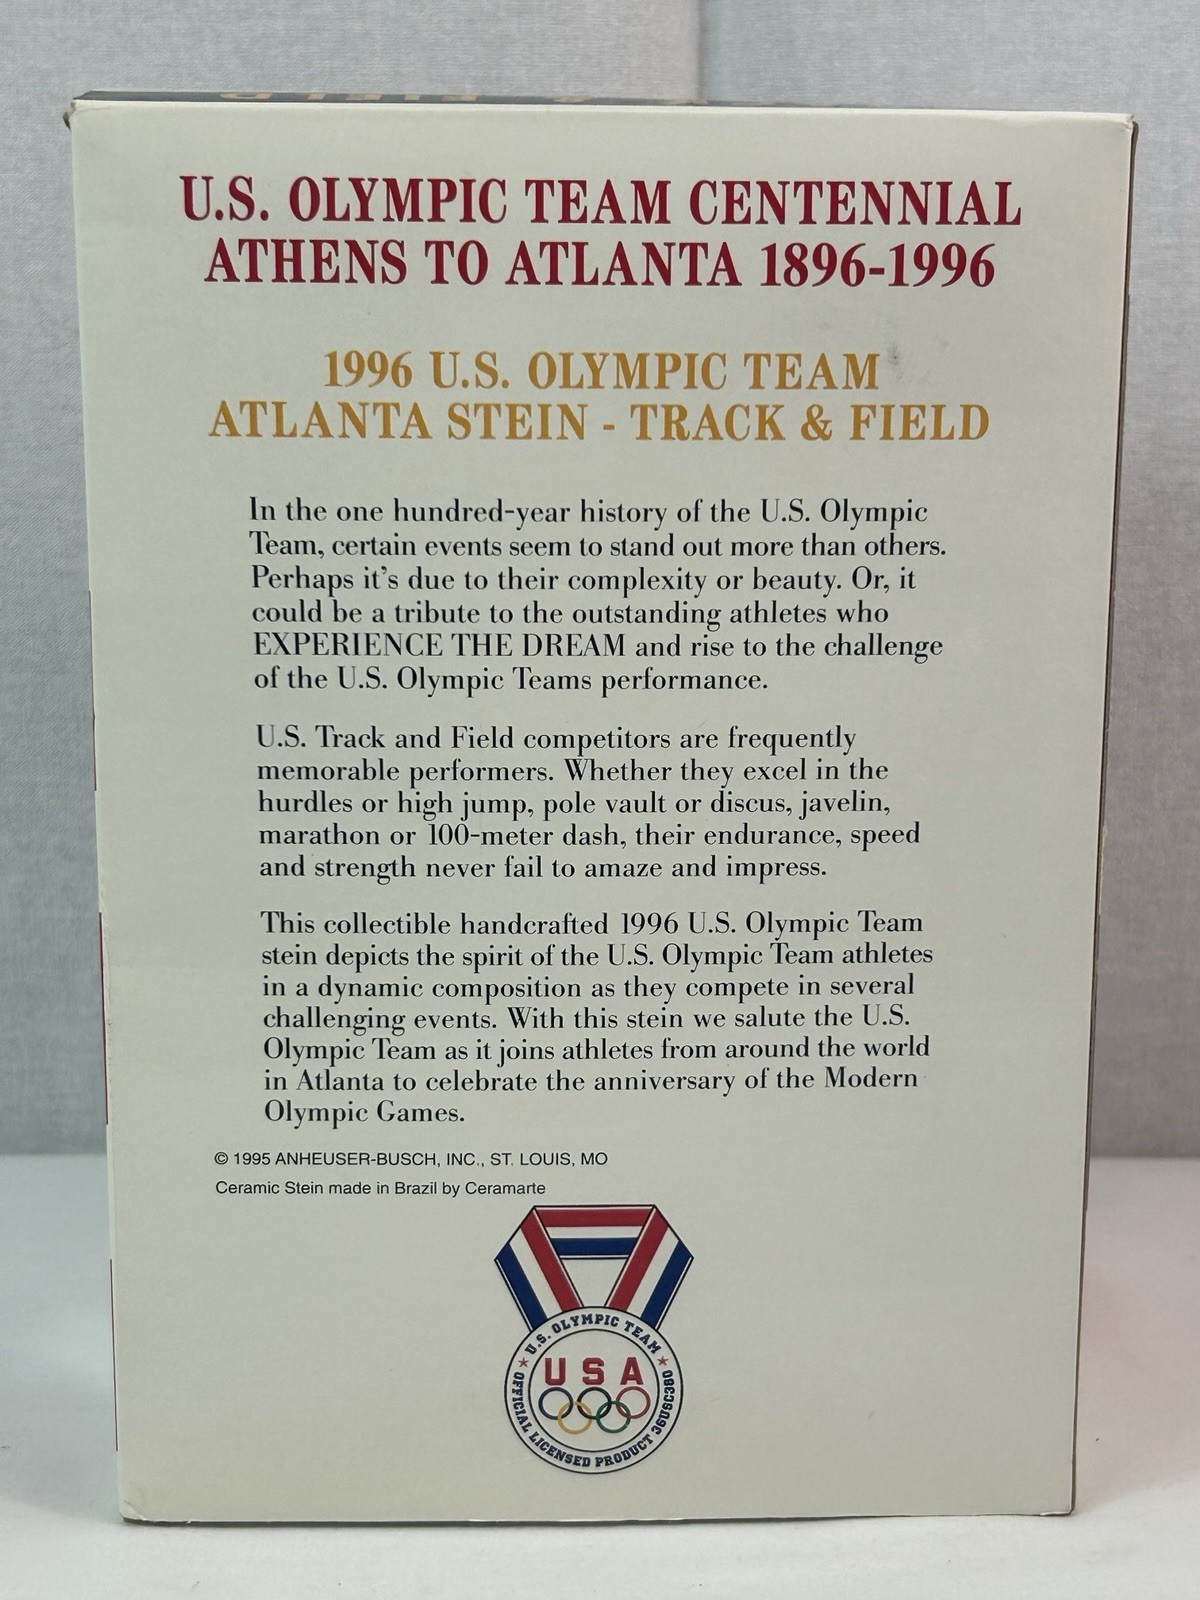 TRACK & FIELD
U.S. OLYMPIC TEAM CENTENNIAL
ATHENS TO ATLANTA 1896-1996
1996 U.S. OLYMPIC TEAM
ATLANTA STEIN - TRACK & FIELD
In the one hundred-year history of the U.S. Olympic
Team, certain events seem to stand out more than others.
Perhaps it's due to their complexity or beauty. Or, it
could be a tribute to the outstanding athletes who
EXPERIENCE THE DREAM and rise to the challenge
of the U.S. Olympic Teams performance.
U.S. Track and Field competitors are frequently
memorable performers. Whether they excel in the
hurdles or high jump, pole vault or discus, javelin,
marathon or 100-meter dash, their endurance, speed
and strength never fail to amaze and impress.
This collectible handcrafted 1996 U.S. Olympic Team
stein depicts the spirit of the U.S. Olympic Team athletes
in a dynamic composition as they compete in several
challenging events. With this stein we salute the U.S.
Olympic Team as it joins athletes from around the world
in Atlanta to celebrate the anniversary of the Modern
Olympic Games.
© 1995 ANHEUSER-BUSCH, INC., ST. LOUIS, MO
Ceramic Stein made in Brazil by Ceramarte
U.S. OLYMPIC TEAM
USA
OFFICIAL LICENSED PRODUCT 36USC380